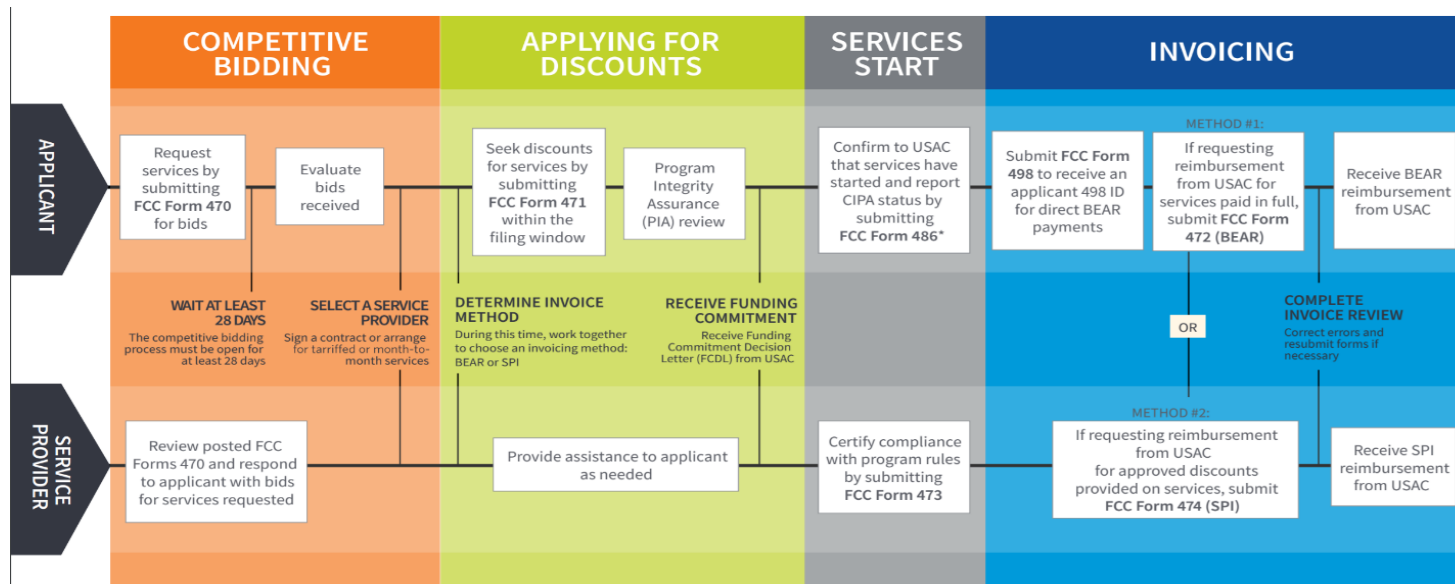 COMPETITIVE
BIDDING
APPLYING FOR
DISCOUNTS
SERVICES
START
INVOICING
APPLICANT
Request
services by
submitting
FCC Form 470
for bids
Evaluate
bids
received
Seek discounts
for services by
submitting
FCC Form 471
within the
filing window
Program
Integrity
Assurance
(PIA) review
Confirm to USAC
that services have
started and report
CIPA status by
submitting
FCC Form 486*
Submit FCC Form
498 to receive an
applicant 498 ID
for direct BEAR
payments
METHOD #1:
If requesting
reimbursement
from USAC for
services paid in full,
submit FCC Form
472 (BEAR)
Receive BEAR
reimbursement
from USAC
WAIT AT LEAST
28 DAYS
The competitive bidding
process must be open for
at least 28 days
SELECT A SERVICE
PROVIDER
Sign a contract or arrange
for tarriffed or month-to-
month services
DETERMINE INVOICE
METHOD
During this time, work together
to choose an invoicing method:
BEAR or SPI
RECEIVE FUNDING
COMMITMENT
Receive Funding
Commitment Decision
Letter (FCDL) from USAC
OR
COMPLETE
INVOICE REVIEW
Correct errors and
resubmit forms if
necessary
SERVICE
PROVIDER
Review posted FCC
Forms 470 and respond
to applicant with bids
for services requested
Provide assistance to applicant
as needed
Certify compliance
with program rules
by submitting
FCC Form 473
METHOD #2:
If requesting reimbursement
from USAC
for approved discounts
provided on services, submit
FCC Form 474 (SPI)
Receive SPI
reimbursement
from USAC